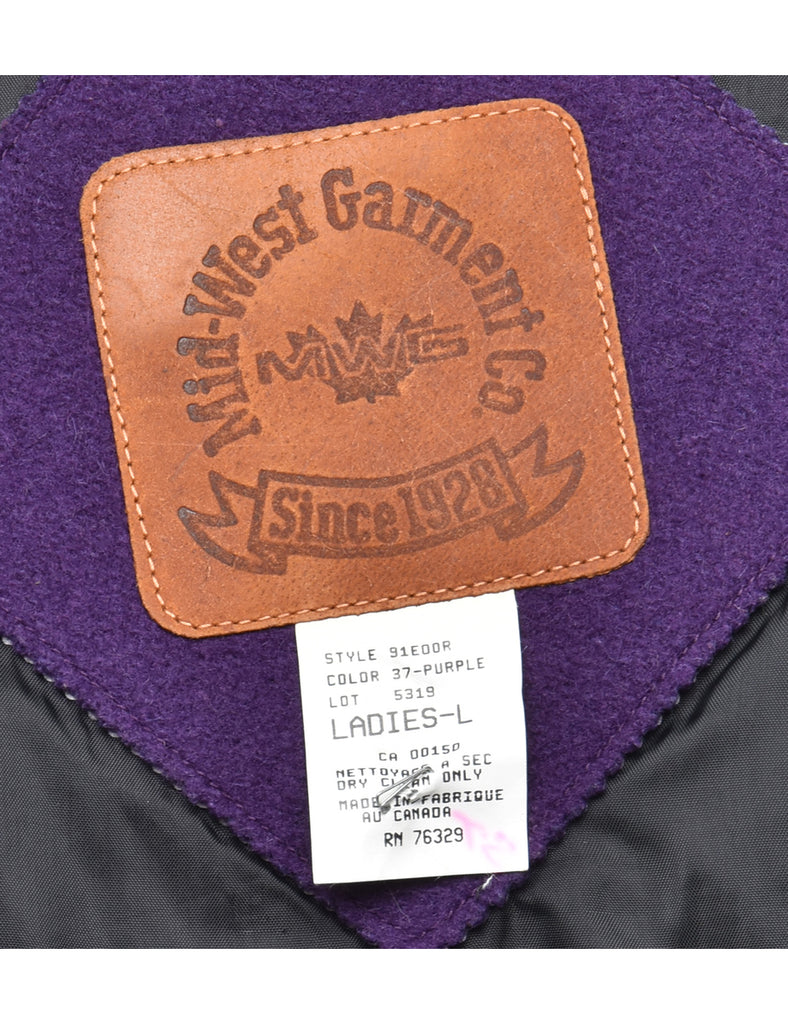 Mid-West Garment Co.
MWG
Since 1928
STYLE 91E00R
COLOR 37-PURPLE
LOT 5319
LADIES-L
CA 00150
NETTOYAGE A SEC
DRY CLEAN ONLY
MADE IN/FABRIQUE
AU CANADA
RN 76329